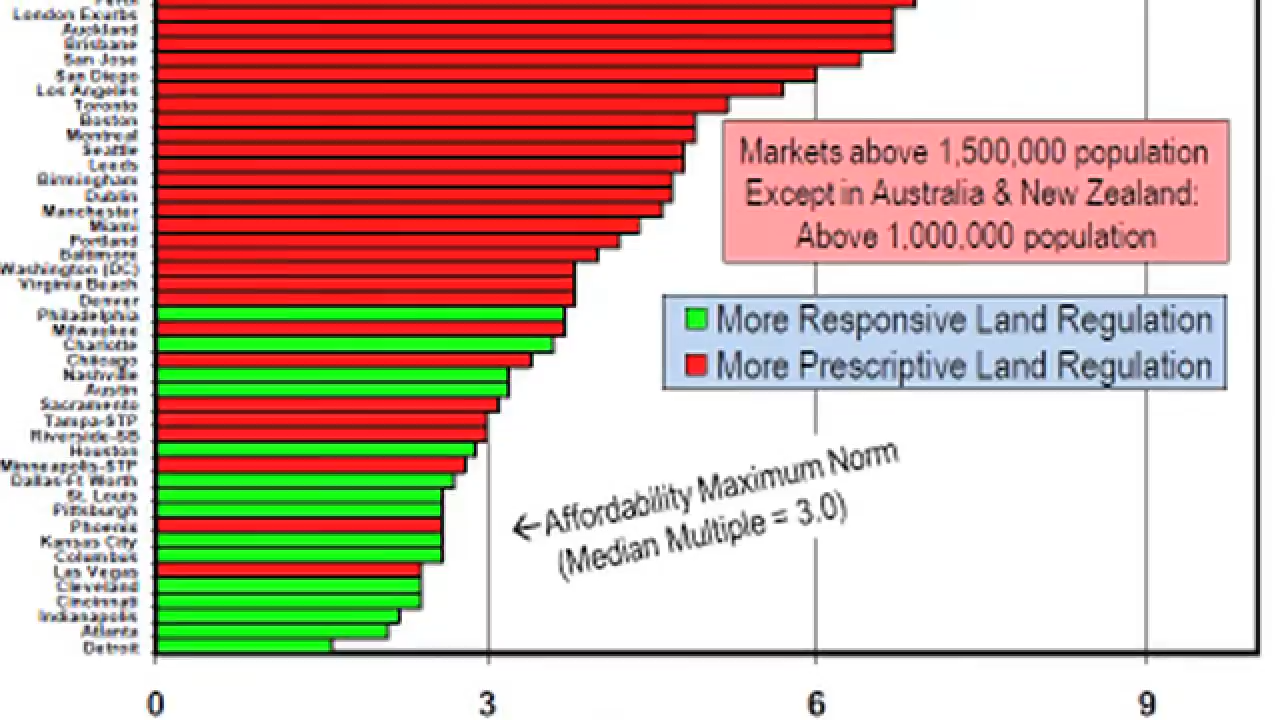 London Exurbs
Auckland
Brisbane
San Jose
San Diego
Los Angeles
Toronto
Boston
Montreal
Seattle
Leeds
Birmingham
Dublin
Manchester
Miami
Portland
Baltimore
Washington (DC)
Virginia Beach
Denver
Philadelphia
Milwaukee
Charlotte
Chicago
Nashville
Austin
Sacramento
Tampa-STP
Riverside-SB
Houston
Minneapolis-STP
Dallas-Ft Worth
St. Louis
Pittsburgh
Phoenix
Kansas City
Columbus
Las Vegas
Cleveland
Cincinnati
Indianapolis
Atlanta
Detroit
Markets above 1,500,000 population
Except in Australia & New Zealand:
Above 1,000,000 population
More Responsive Land Regulation
More Prescriptive Land Regulation
←Affordability Maximum Norm
(Median Multiple = 3.0)
0 3 6 9